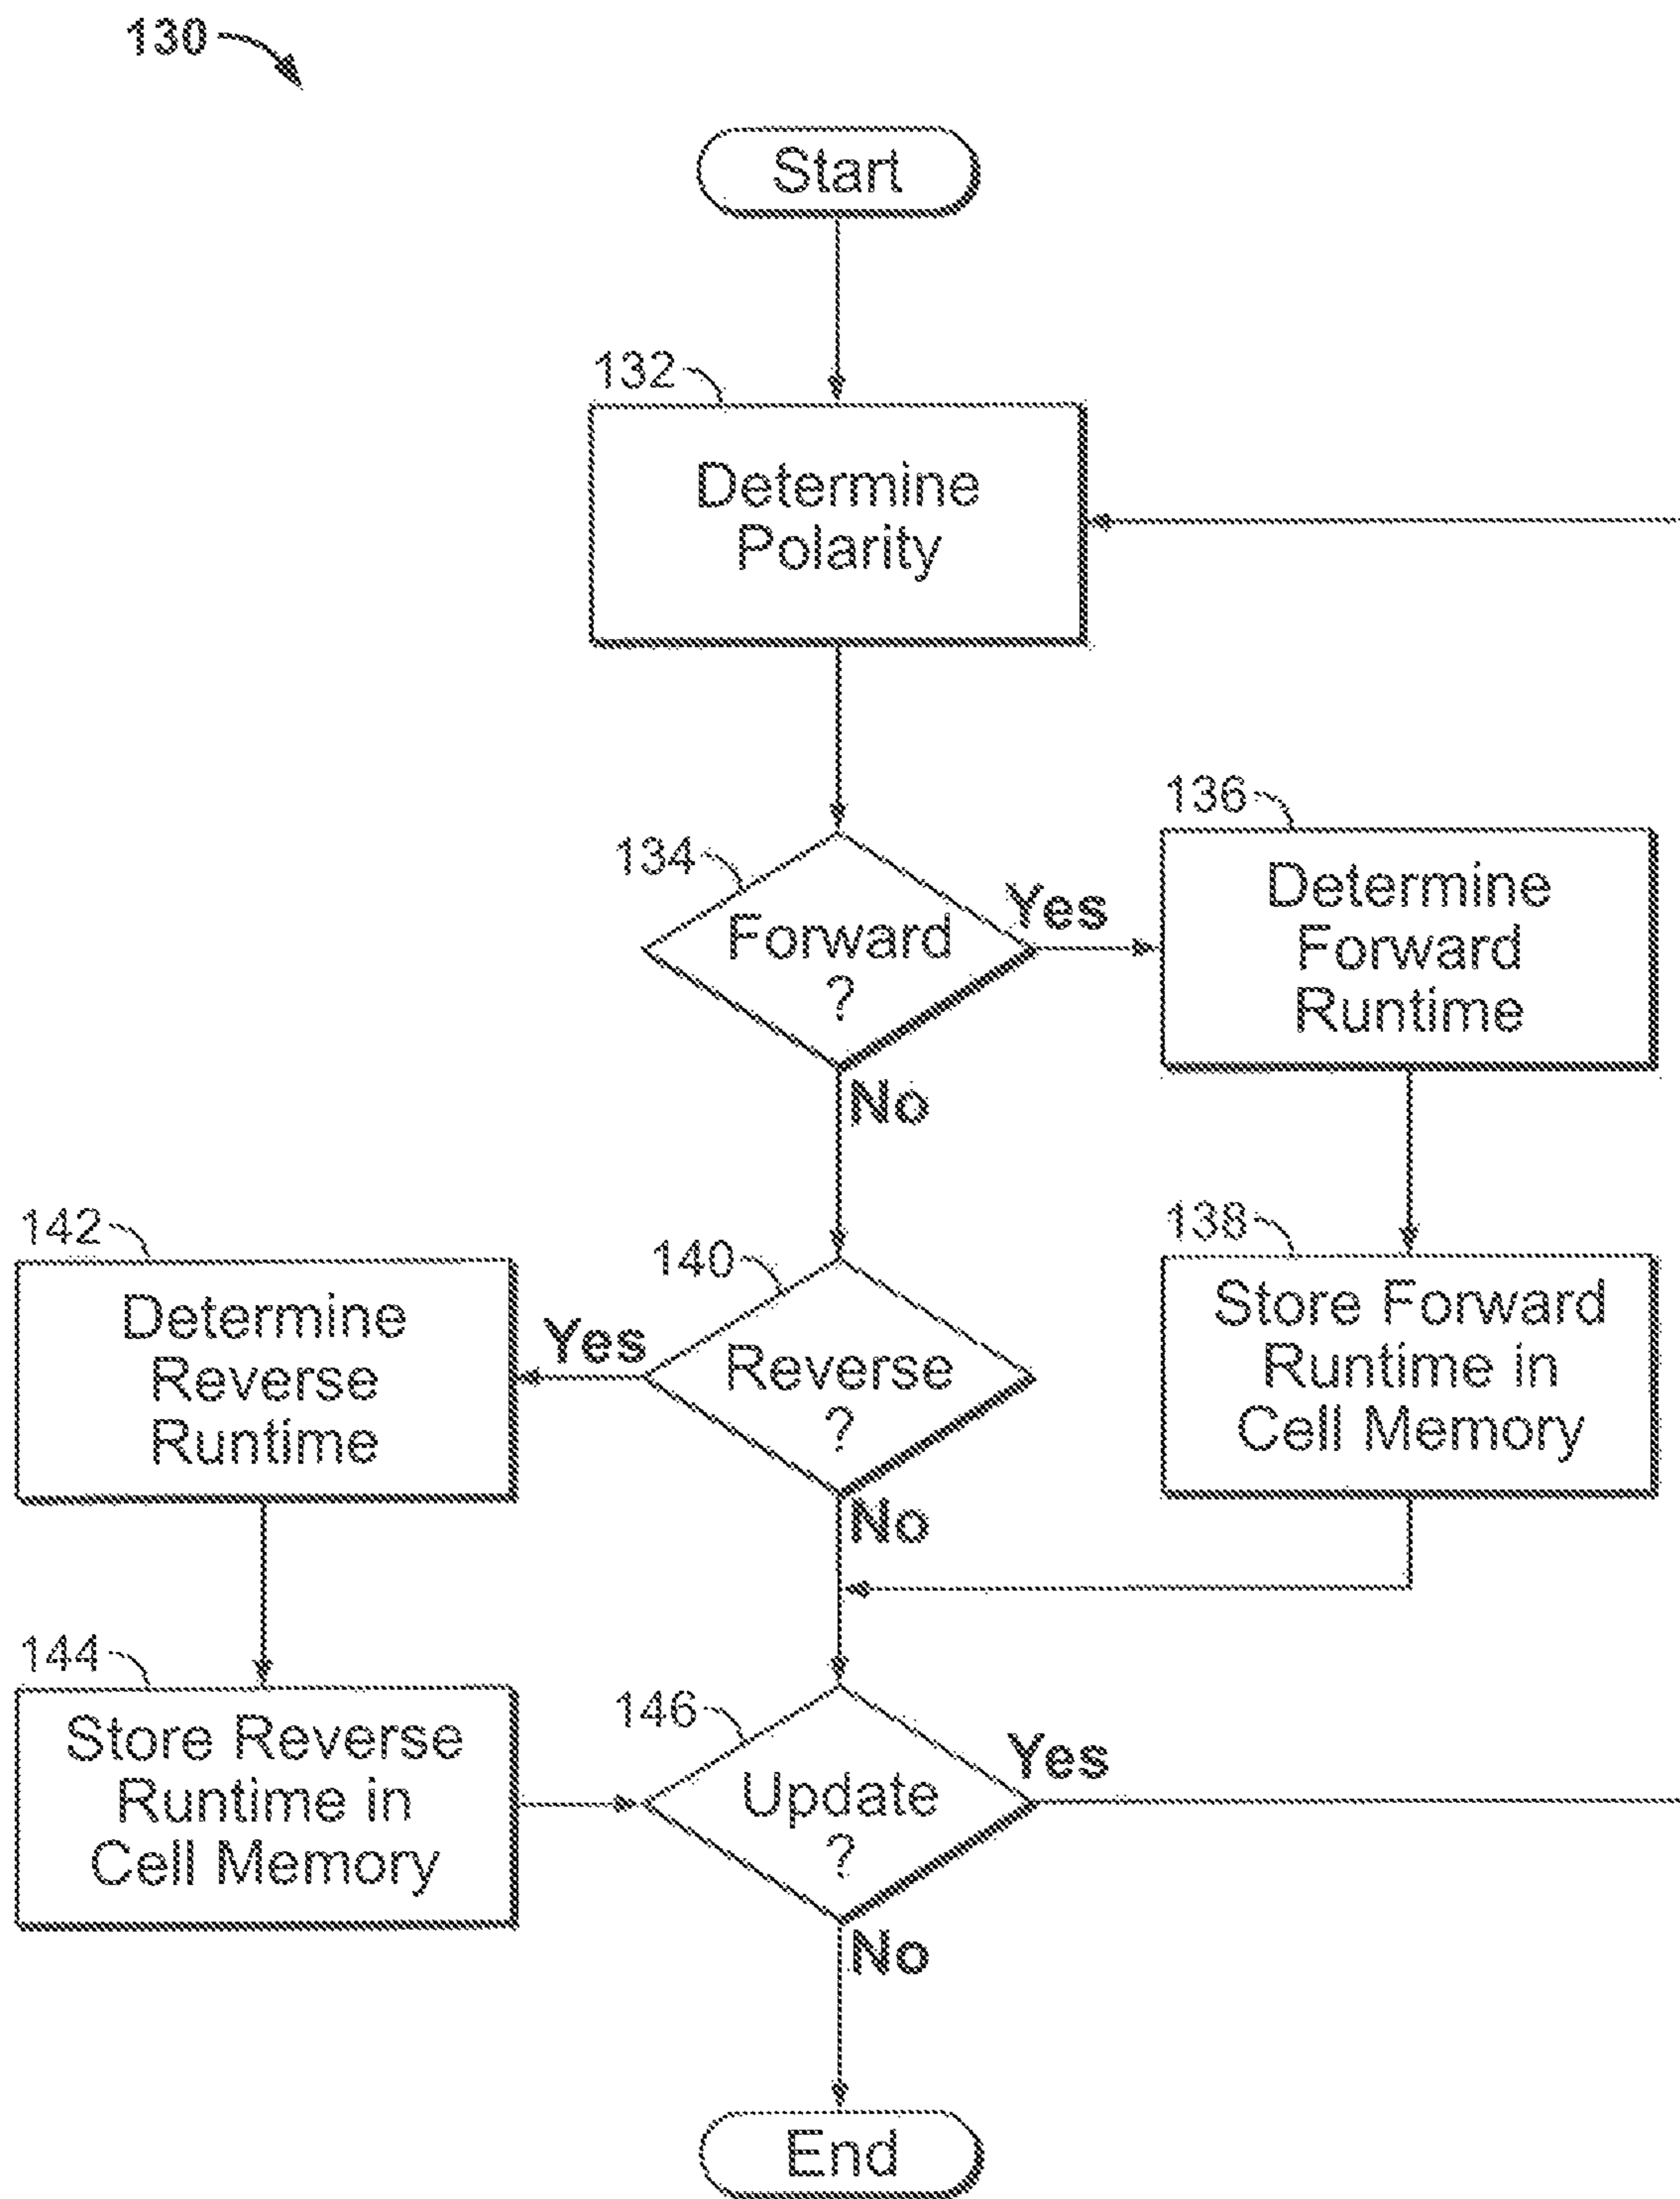 130
Start
132
Determine
Polarity
134
Forward
?
Yes
No
136
Determine
Forward
Runtime
138
Store Forward
Runtime in
Cell Memory
140
Reverse
?
Yes
No
142
Determine
Reverse
Runtime
144
Store Reverse
Runtime in
Cell Memory
146
Update
?
Yes
No
End